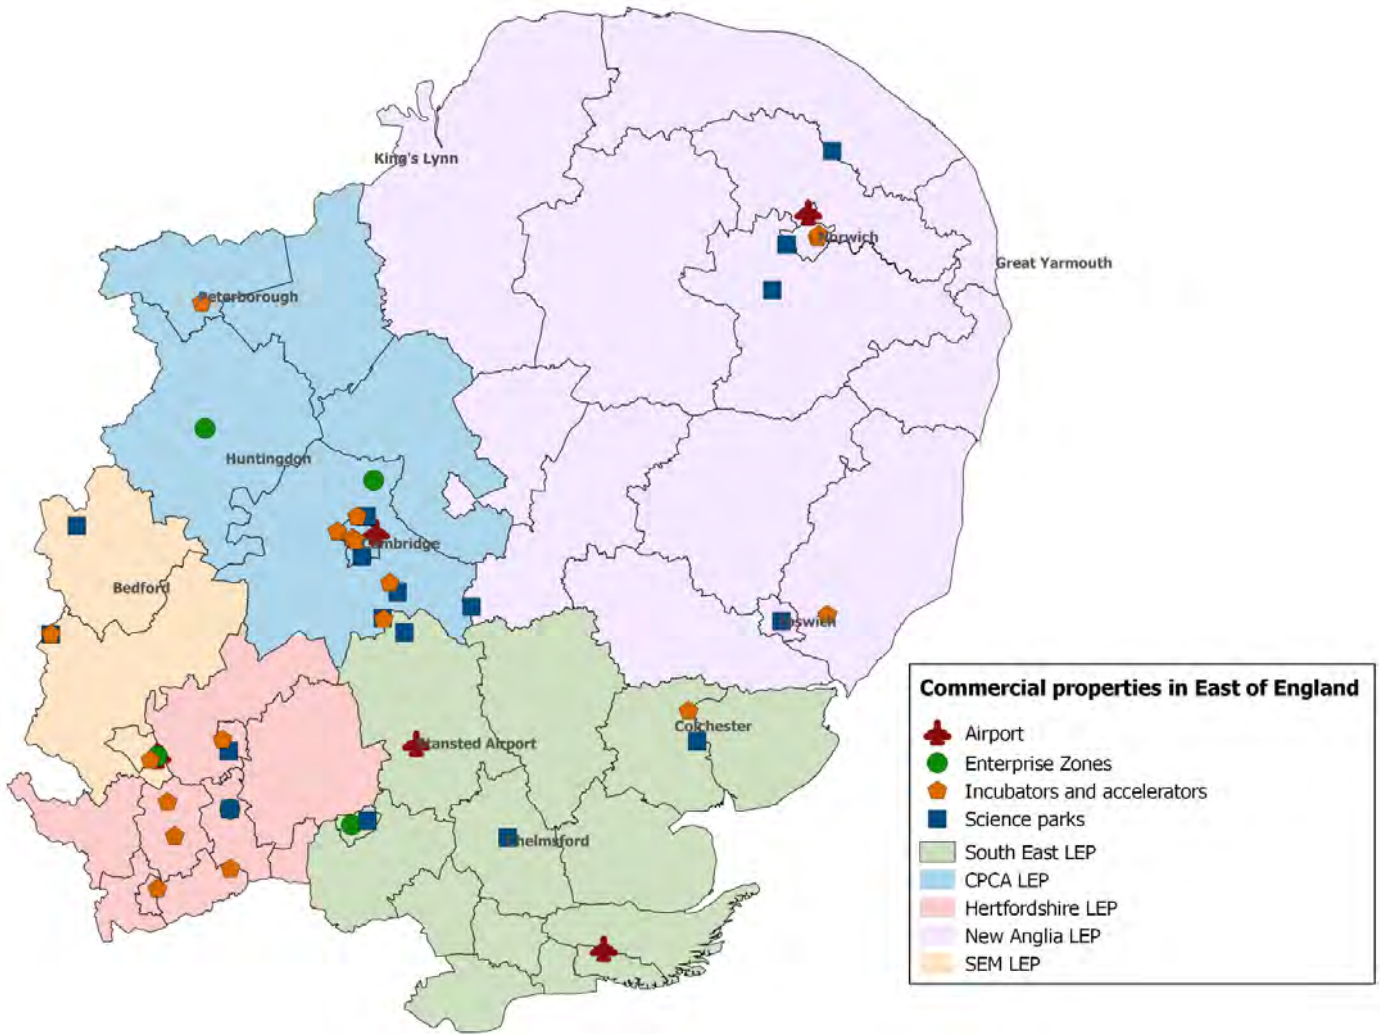 King's Lynn
Norwich
Great Yarmouth
Peterborough
Huntingdon
Cambridge
Bedford
Ipswich
Colchester
Stansted Airport
Chelmsford
Commercial properties in East of England
Airport
Enterprise Zones
Incubators and accelerators
Science parks
South East LEP
CPCA LEP
Hertfordshire LEP
New Anglia LEP
SEM LEP